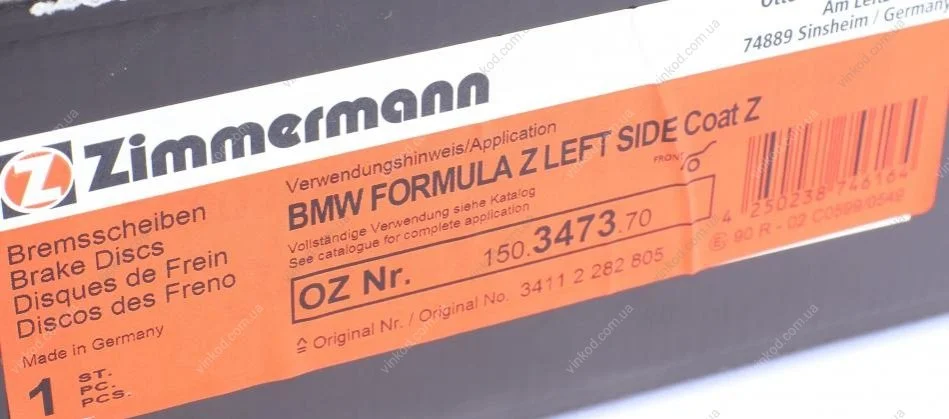 Am
74889 Sinsheim / Germany
Z
Zimmermann
Verwendungshinweis/Application
BMW FORMULA Z LEFT SIDE Coat Z
FRONT
Vollständige Verwendung siehe Katalog
See catalogue for complete application
Bremsscheiben
Brake Discs
Disques de Frein
Discos des Freno
Made in Germany
1 ST.
PC.
PCS.
OZ Nr. 150.3473.70
≙ Original Nr. / Original No. 3411 2 282 805
4 250238 746164
E1 90 R - 02 C0599/0549
vinkod.com.ua